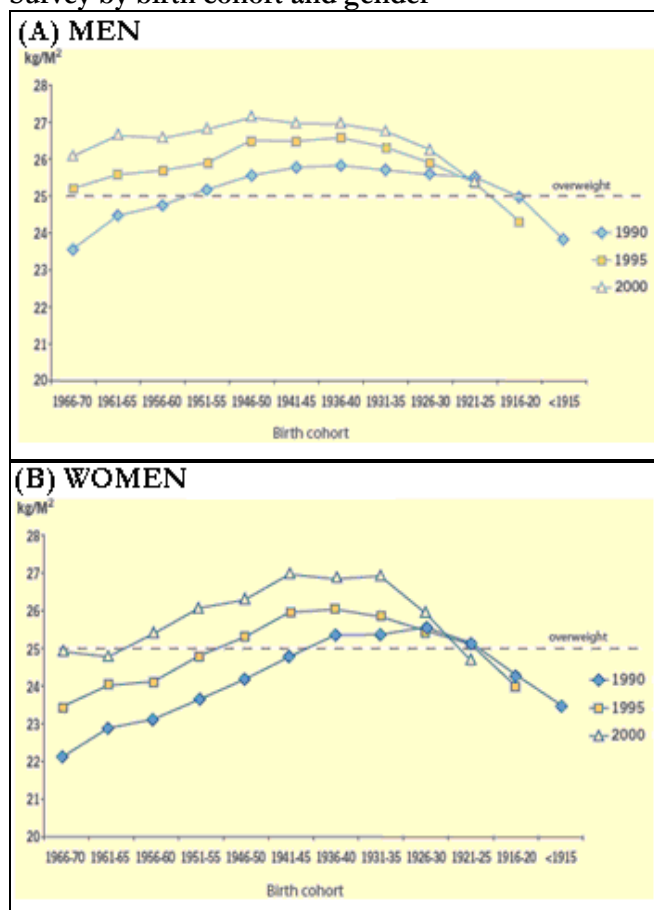 Survey by birth cohort and gender
(A) MEN
kg/M²
28
27
26
25
24
23
22
21
20
overweight
1990
1995
2000
1966-70 1961-65 1956-60 1951-55 1946-50 1941-45 1936-40 1931-35 1926-30 1921-25 1916-20 <1915
Birth cohort
(B) WOMEN
kg/M²
28
27
26
25
24
23
22
21
20
overweight
1990
1995
2000
1966-70 1961-65 1956-60 1951-55 1946-50 1941-45 1936-40 1931-35 1926-30 1921-25 1916-20 <1915
Birth cohort